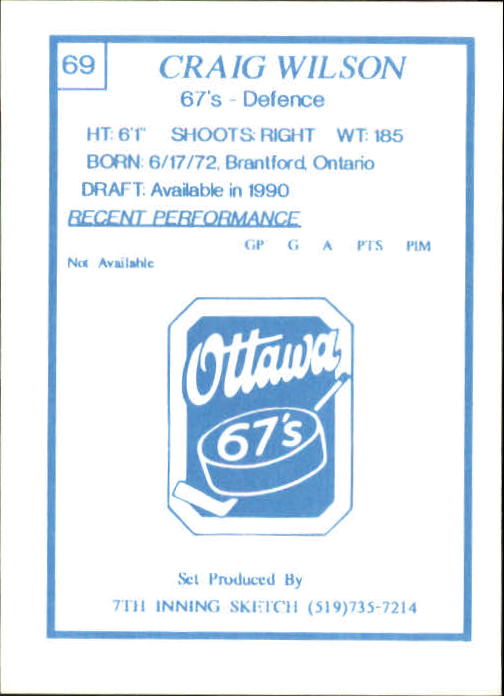 69
CRAIG WILSON
67's - Defence
HT: 6'1" SHOOTS: RIGHT WT: 185
BORN: 6/17/72, Brantford, Ontario
DRAFT: Available in 1990
RECENT PERFORMANCE
GP G A PTS PIM
Not Available
Ottawa
67's
Set Produced By
7TH INNING SKETCH (519)735-7214